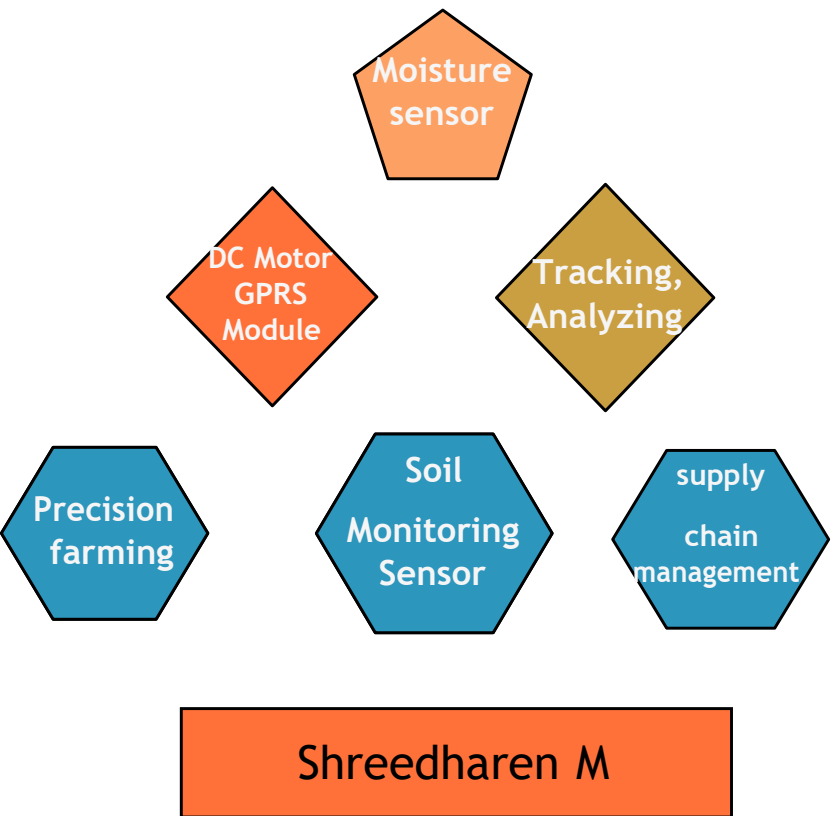 Moisture
sensor
DC Motor
GPRS
Module
Tracking,
Analyzing
Precision
farming
Soil
Monitoring
Sensor
supply
chain
management
Shreedharen M